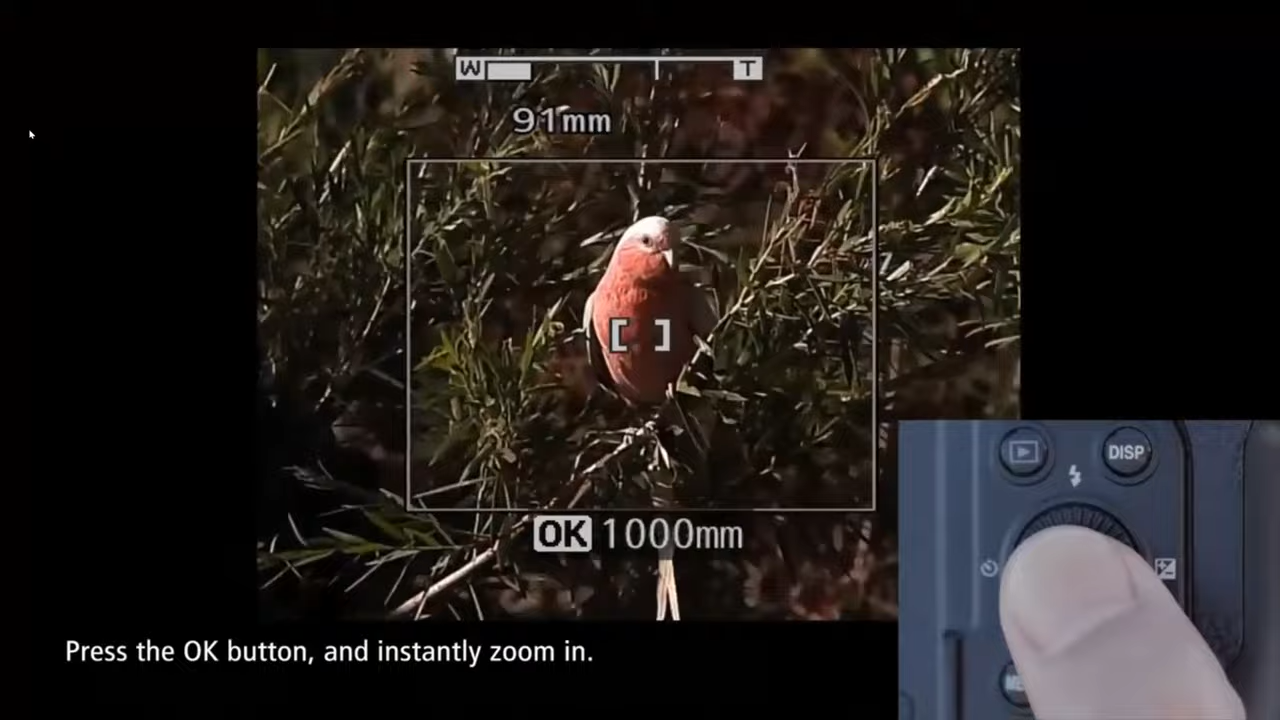 W T
91mm
OK 1000mm
DISP
Press the OK button, and instantly zoom in.